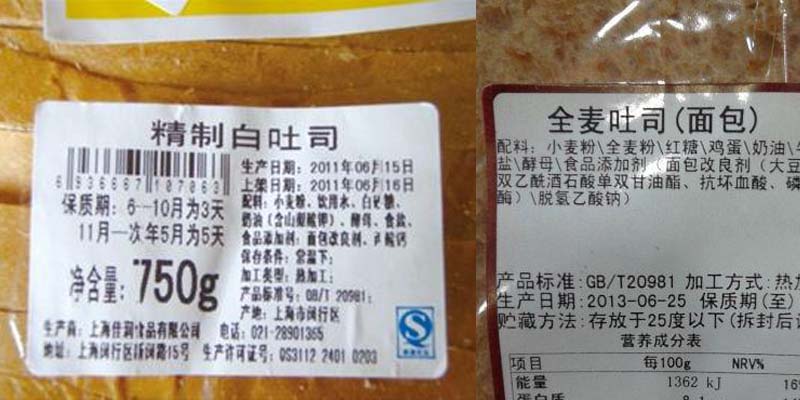 精制白吐司
6 936667 107063
生产日期：2011年06月15日
上架日期：2011年06月16日
保质期：6--10月为3天
11月--次年5月为5天
净含量：750g
配料：小麦粉、饮用水、白砂糖、
奶油（含山梨酸钾）、酵母、食盐、
食品添加剂：面包改良剂、丙酸钙
保存条件：常温下；
加工类型：热加工；
产品标准号：GB/T 20981；
产地：上海市闵行区
生产商：上海佳莉食品有限公司 电话：021-28901365
地址：上海闵行区 15号 生产许可证号：QS3112 2401 0203
全麦吐司(面包)
配料：小麦粉\全麦粉\红糖\鸡蛋\奶油\
盐\酵母\食品添加剂（面包改良剂（大豆
双乙酰酒石酸单双甘油酯、抗坏血酸、磷
酶）\脱氢乙酸钠）
产品标准:GB/T20981 加工方式:热
生产日期:2013-06-25 保质期(至)
贮藏方法:存放于25度以下(拆封后
营养成分表
项目 每100g NRV%
能量 1362 kJ 16
蛋白质 8.1